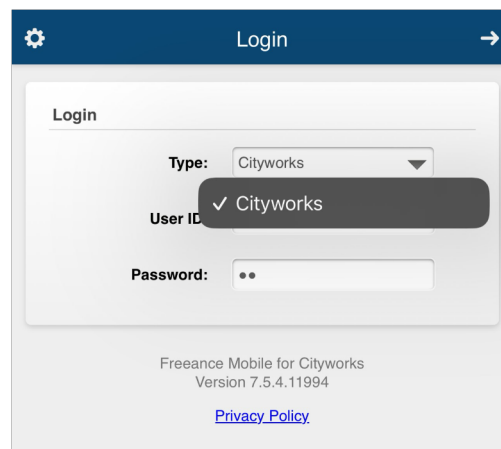 Login
Login
Type: Cityworks
✓ Cityworks
User ID
Password: ••
Freeance Mobile for Cityworks
Version 7.5.4.11994
Privacy Policy